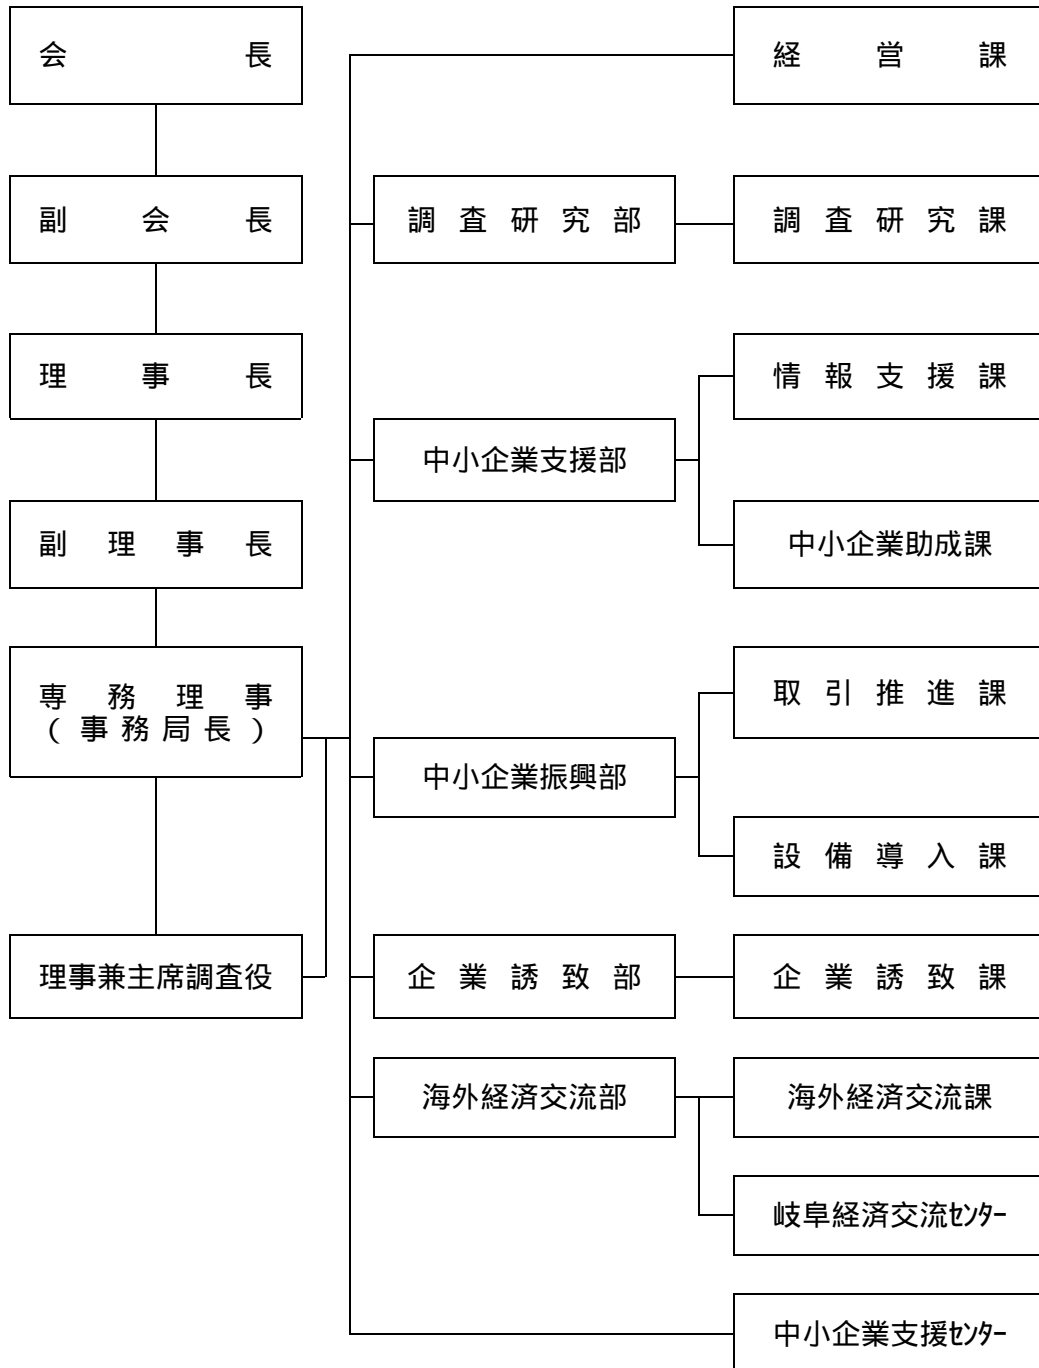 会長
経営課
副会長
調査研究部
調査研究課
理事長
情報支援課
中小企業支援部
副理事長
中小企業助成課
専務理事
(事務局長)
取引推進課
中小企業振興部
設備導入課
理事兼主席調査役
企業誘致部
企業誘致課
海外経済交流部
海外経済交流課
岐阜経済交流ｾﾝﾀｰ
中小企業支援ｾﾝﾀｰ